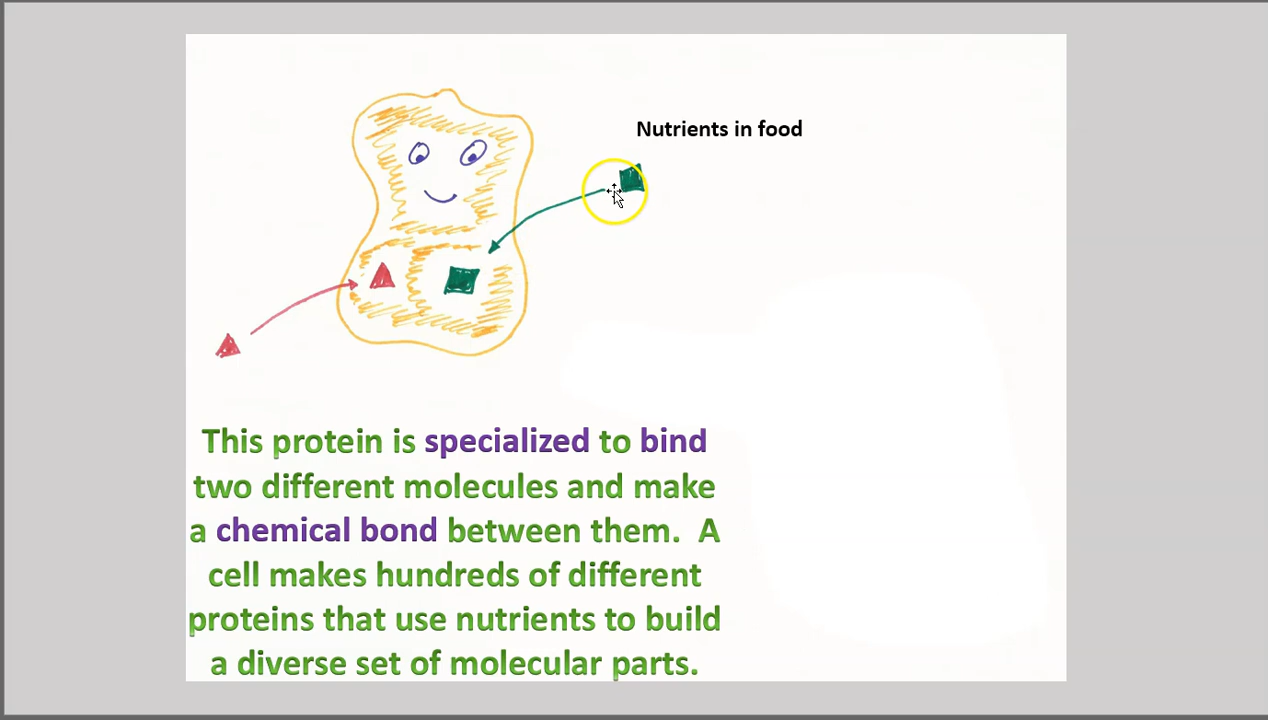 Nutrients in food
This protein is specialized to bind
two different molecules and make
a chemical bond between them. A
cell makes hundreds of different
proteins that use nutrients to build
a diverse set of molecular parts.